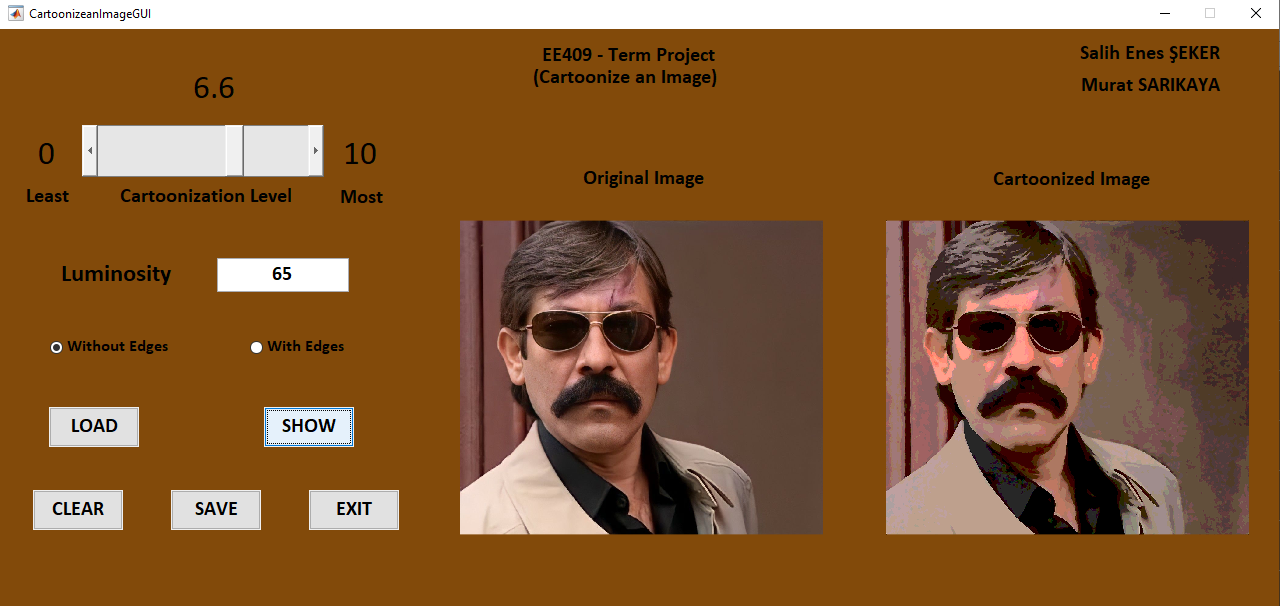 CartoonizeanImageGUI
EE409 - Term Project
(Cartoonize an Image)
Salih Enes ŞEKER
Murat SARIKAYA
6.6
0
10
Least
Cartoonization Level
Most
Original Image
Cartoonized Image
Luminosity
65
Without Edges
With Edges
LOAD
SHOW
CLEAR
SAVE
EXIT